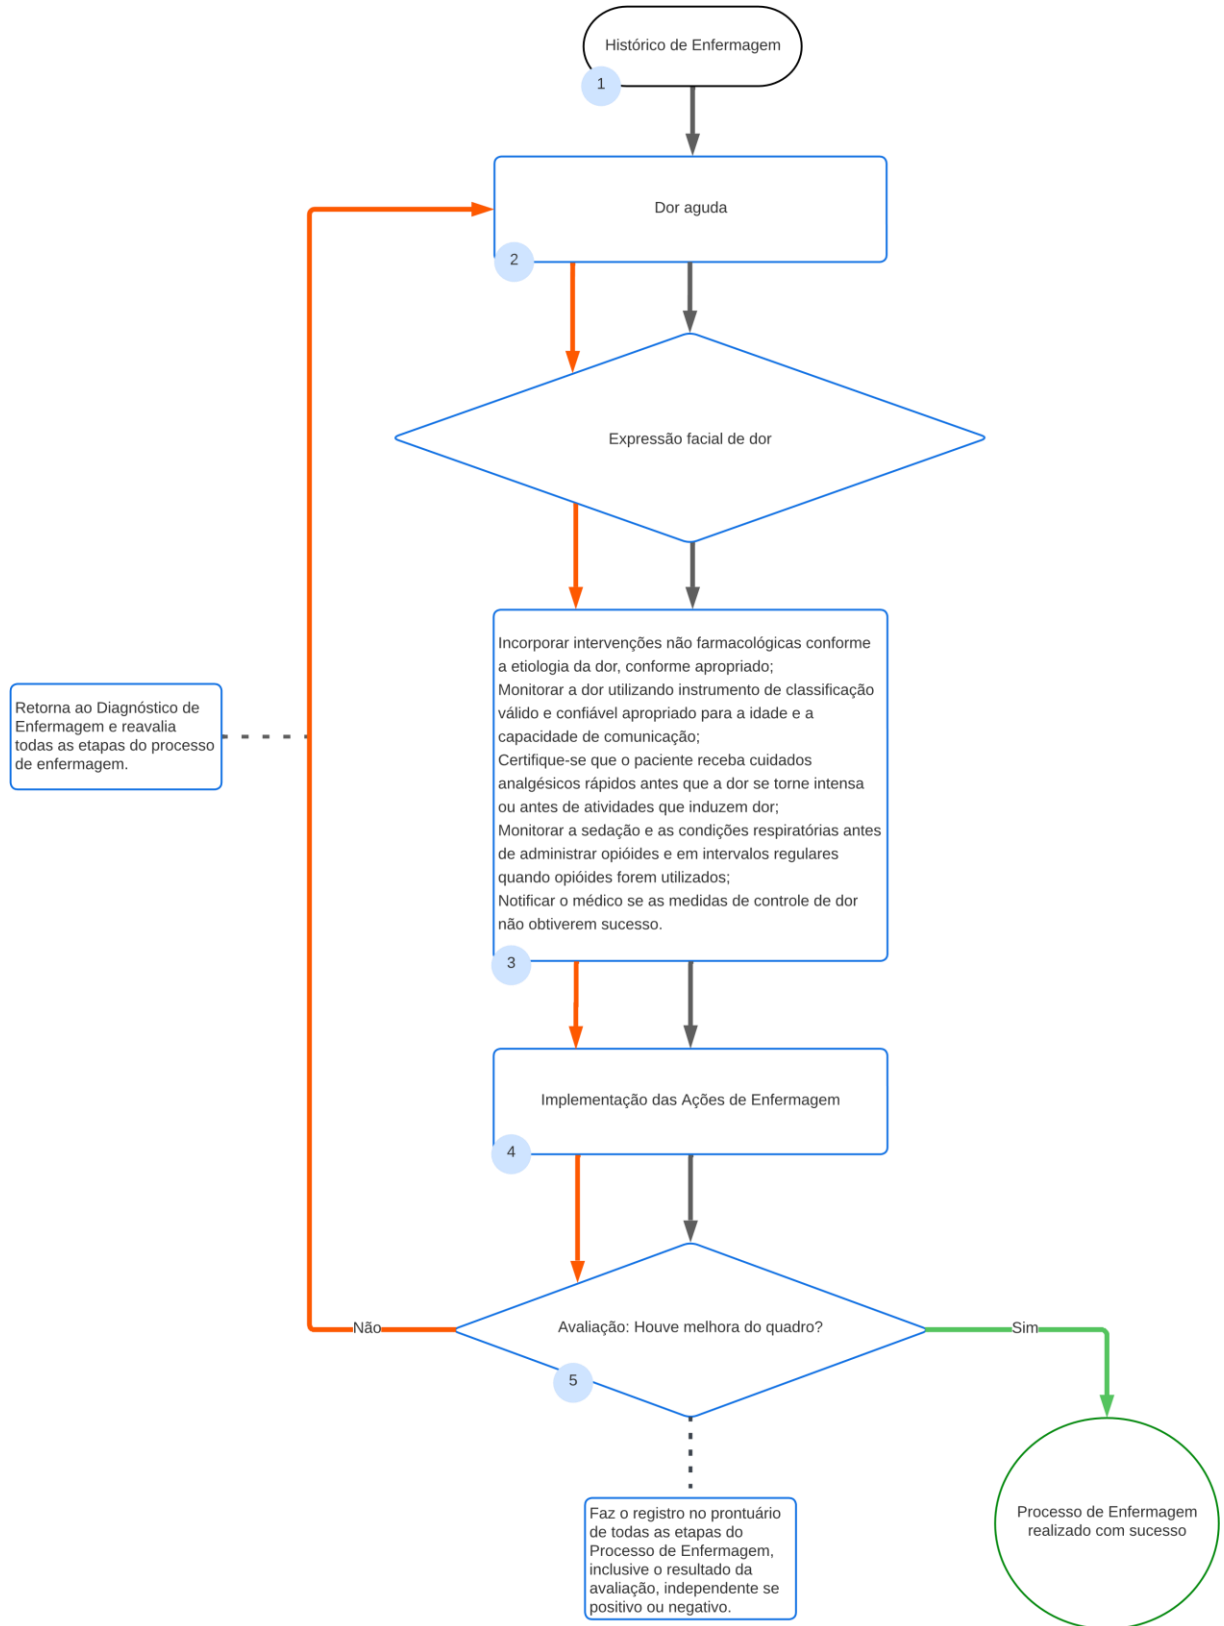 Histórico de Enfermagem
1
Dor aguda
2
Expressão facial de dor
Incorporar intervenções não farmacológicas conforme
a etiologia da dor, conforme apropriado;
Monitorar a dor utilizando instrumento de classificação
válido e confiável apropriado para a idade e a
capacidade de comunicação;
Certifique-se que o paciente receba cuidados
analgésicos rápidos antes que a dor se torne intensa
ou antes de atividades que induzem dor;
Monitorar a sedação e as condições respiratórias antes
de administrar opióides e em intervalos regulares
quando opióides forem utilizados;
Notificar o médico se as medidas de controle de dor
não obtiverem sucesso.
3
Retorna ao Diagnóstico de
Enfermagem e reavalia
todas as etapas do processo
de enfermagem.
Implementação das Ações de Enfermagem
4
Não
Avaliação: Houve melhora do quadro?
Sim
5
Faz o registro no prontuário
de todas as etapas do
Processo de Enfermagem,
inclusive o resultado da
avaliação, independente se
positivo ou negativo.
Processo de Enfermagem
realizado com sucesso